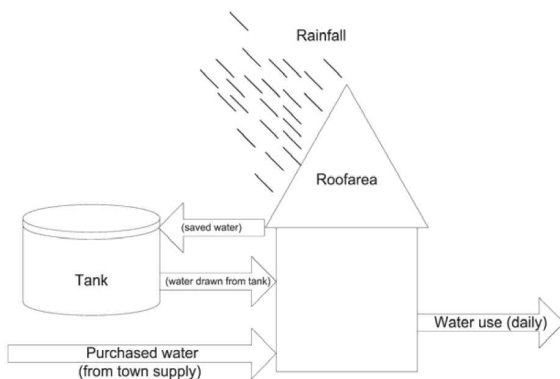 Rainfall
Roofarea
(saved water)
Tank
(water drawn from tank)
Water use (daily)
Purchased water
(from town supply)